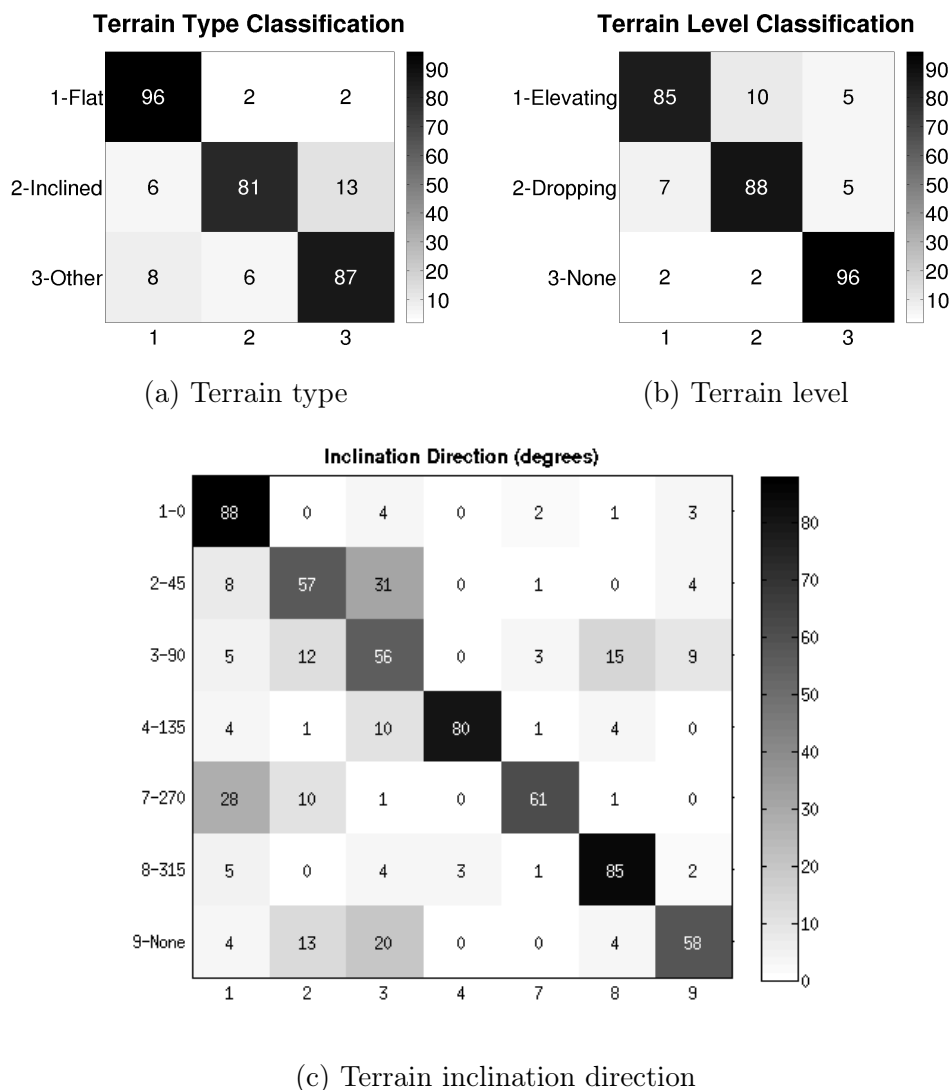 Terrain Type Classification
1-Flat 96 2 2
2-Inclined 6 81 13
3-Other 8 6 87
1 2 3
90
80
70
60
50
40
30
20
10
(a) Terrain type
Terrain Level Classification
1-Elevating 85 10 5
2-Dropping 7 88 5
3-None 2 2 96
1 2 3
90
80
70
60
50
40
30
20
10
(b) Terrain level
Inclination Direction (degrees)
1-0 88 0 4 0 2 1 3
2-45 8 57 31 0 1 0 4
3-90 5 12 56 0 3 15 9
4-135 4 1 10 80 1 4 0
7-270 28 10 1 0 61 1 0
8-315 5 0 4 3 1 85 2
9-None 4 13 20 0 0 4 58
1 2 3 4 7 8 9
80
70
60
50
40
30
20
10
0
(c) Terrain inclination direction